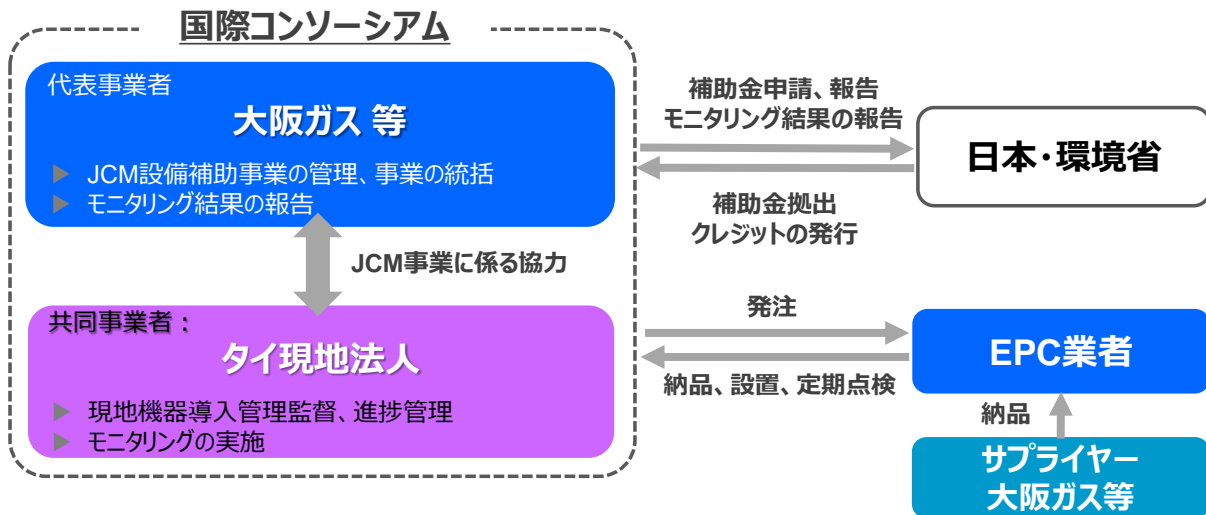 国際コンソーシアム
代表事業者
大阪ガス 等
▶ JCM設備補助事業の管理、事業の統括
▶ モニタリング結果の報告
JCM事業に係る協力
共同事業者：
タイ現地法人
▶ 現地機器導入管理監督、進捗管理
▶ モニタリングの実施
補助金申請、報告
モニタリング結果の報告
補助金拠出
クレジットの発行
日本・環境省
発注
納品、設置、定期点検
EPC業者
納品
サプライヤー
大阪ガス等